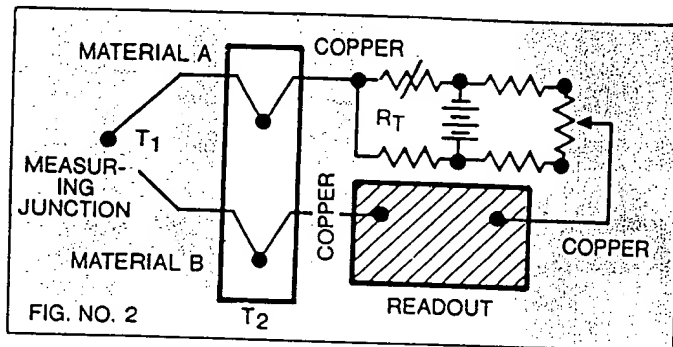 MATERIAL A
COPPER
T1
RT
MEASUR-
ING
JUNCTION
COPPER
MATERIAL B
COPPER
FIG. NO. 2
T2
READOUT